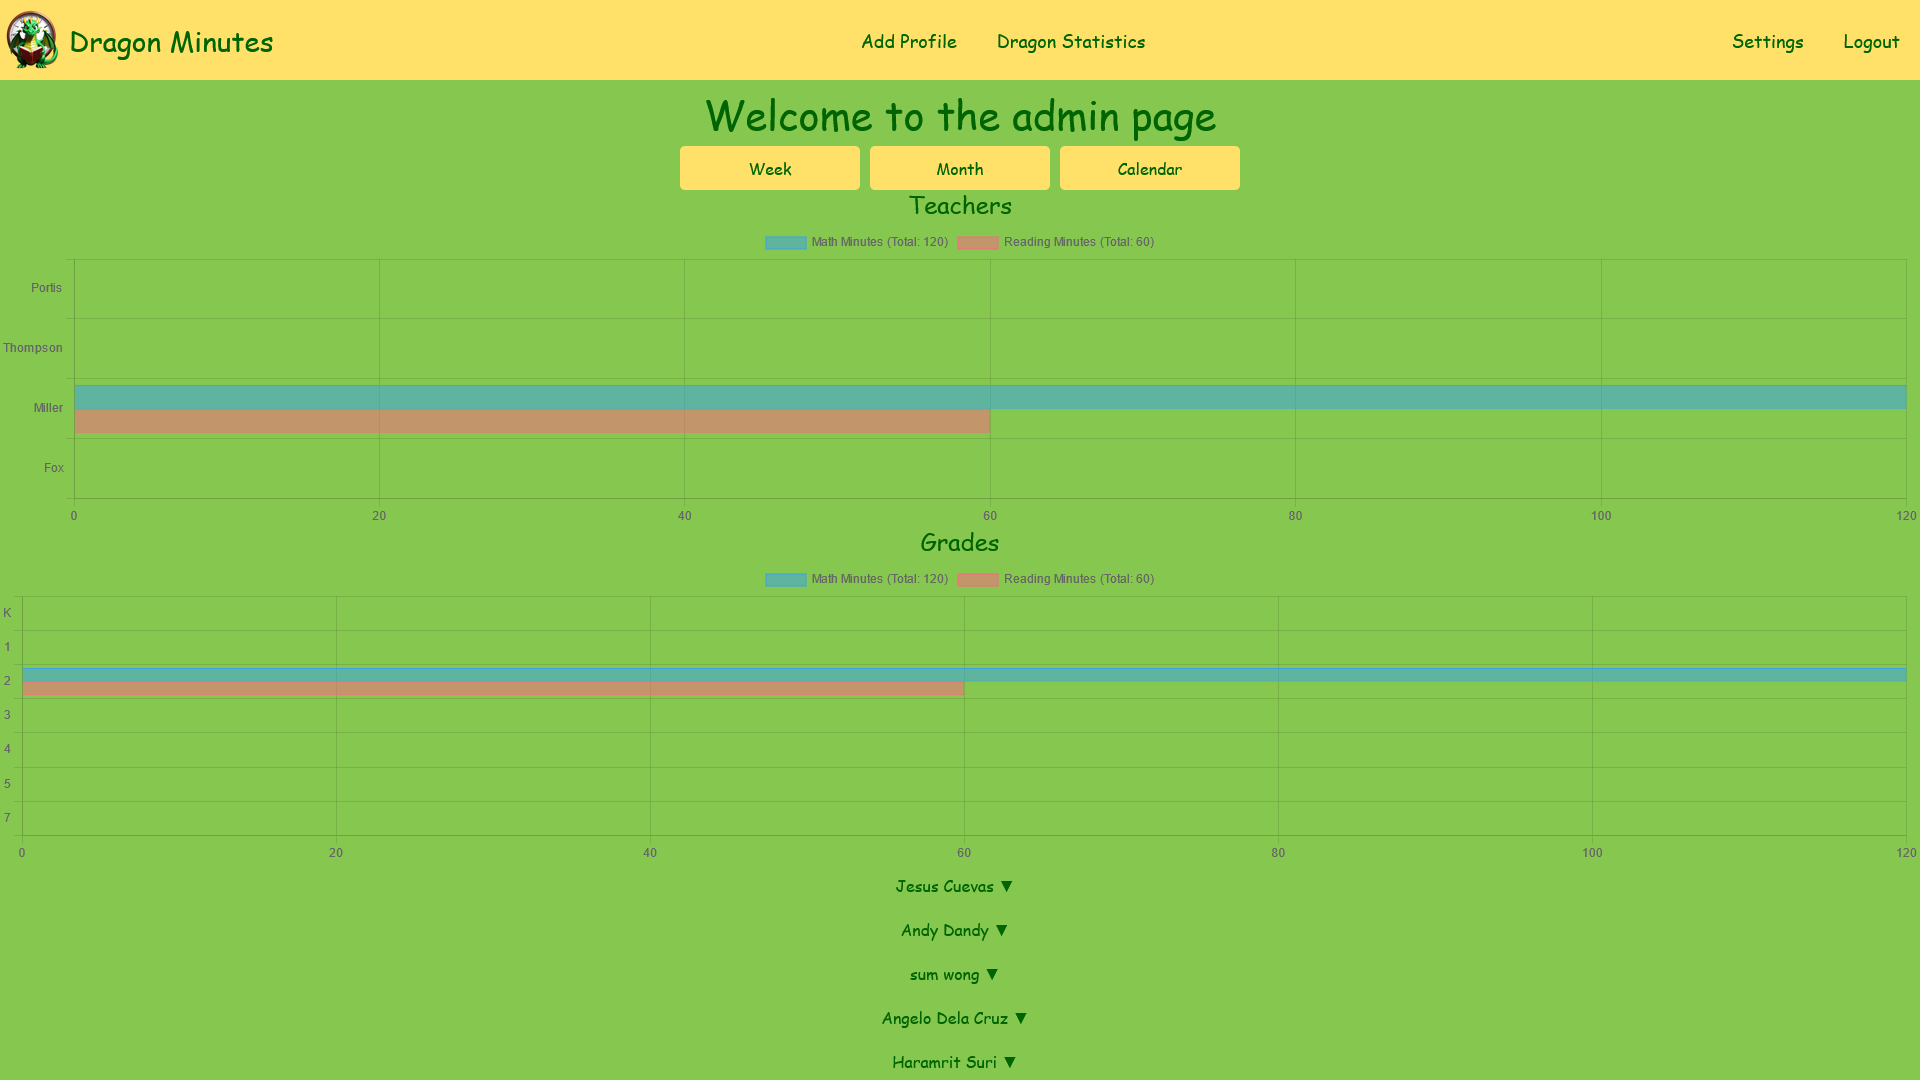 Dragon Minutes
Add Profile
Dragon Statistics
Settings
Logout
Welcome to the admin page
Week
Month
Calendar
Teachers
Math Minutes (Total: 120)
Reading Minutes (Total: 60)
Portis
Thompson
Miller
Fox
0 20 40 60 80 100 120
Grades
Math Minutes (Total: 120)
Reading Minutes (Total: 60)
K
1
2
3
4
5
7
0 20 40 60 80 100 120
Jesus Cuevas ▼
Andy Dandy ▼
sum wong ▼
Angelo Dela Cruz ▼
Haramrit Suri ▼